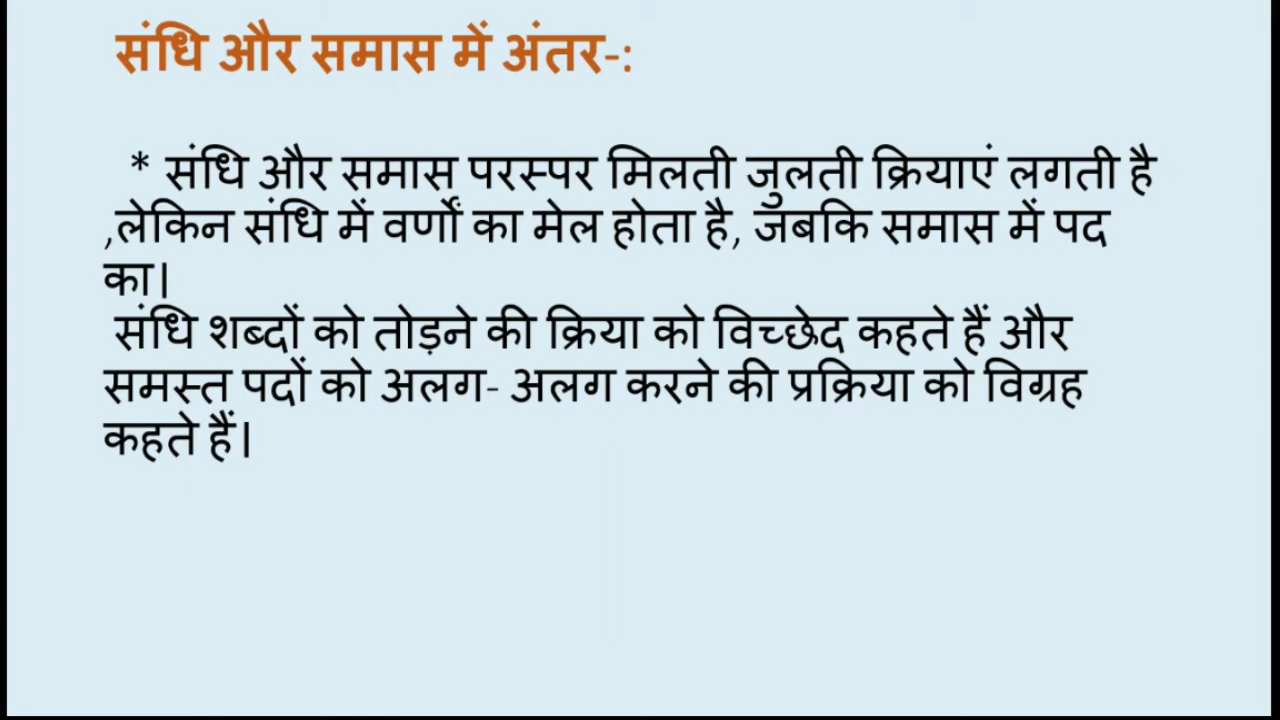 संधि और समास में अंतर-:
* संधि और समास परस्पर मिलती जुलती क्रियाएं लगती है
,लेकिन संधि में वर्णों का मेल होता है, जबकि समास में पद
का।
संधि शब्दों को तोड़ने की क्रिया को विच्छेद कहते हैं और
समस्त पदों को अलग- अलग करने की प्रक्रिया को विग्रह
कहते हैं।